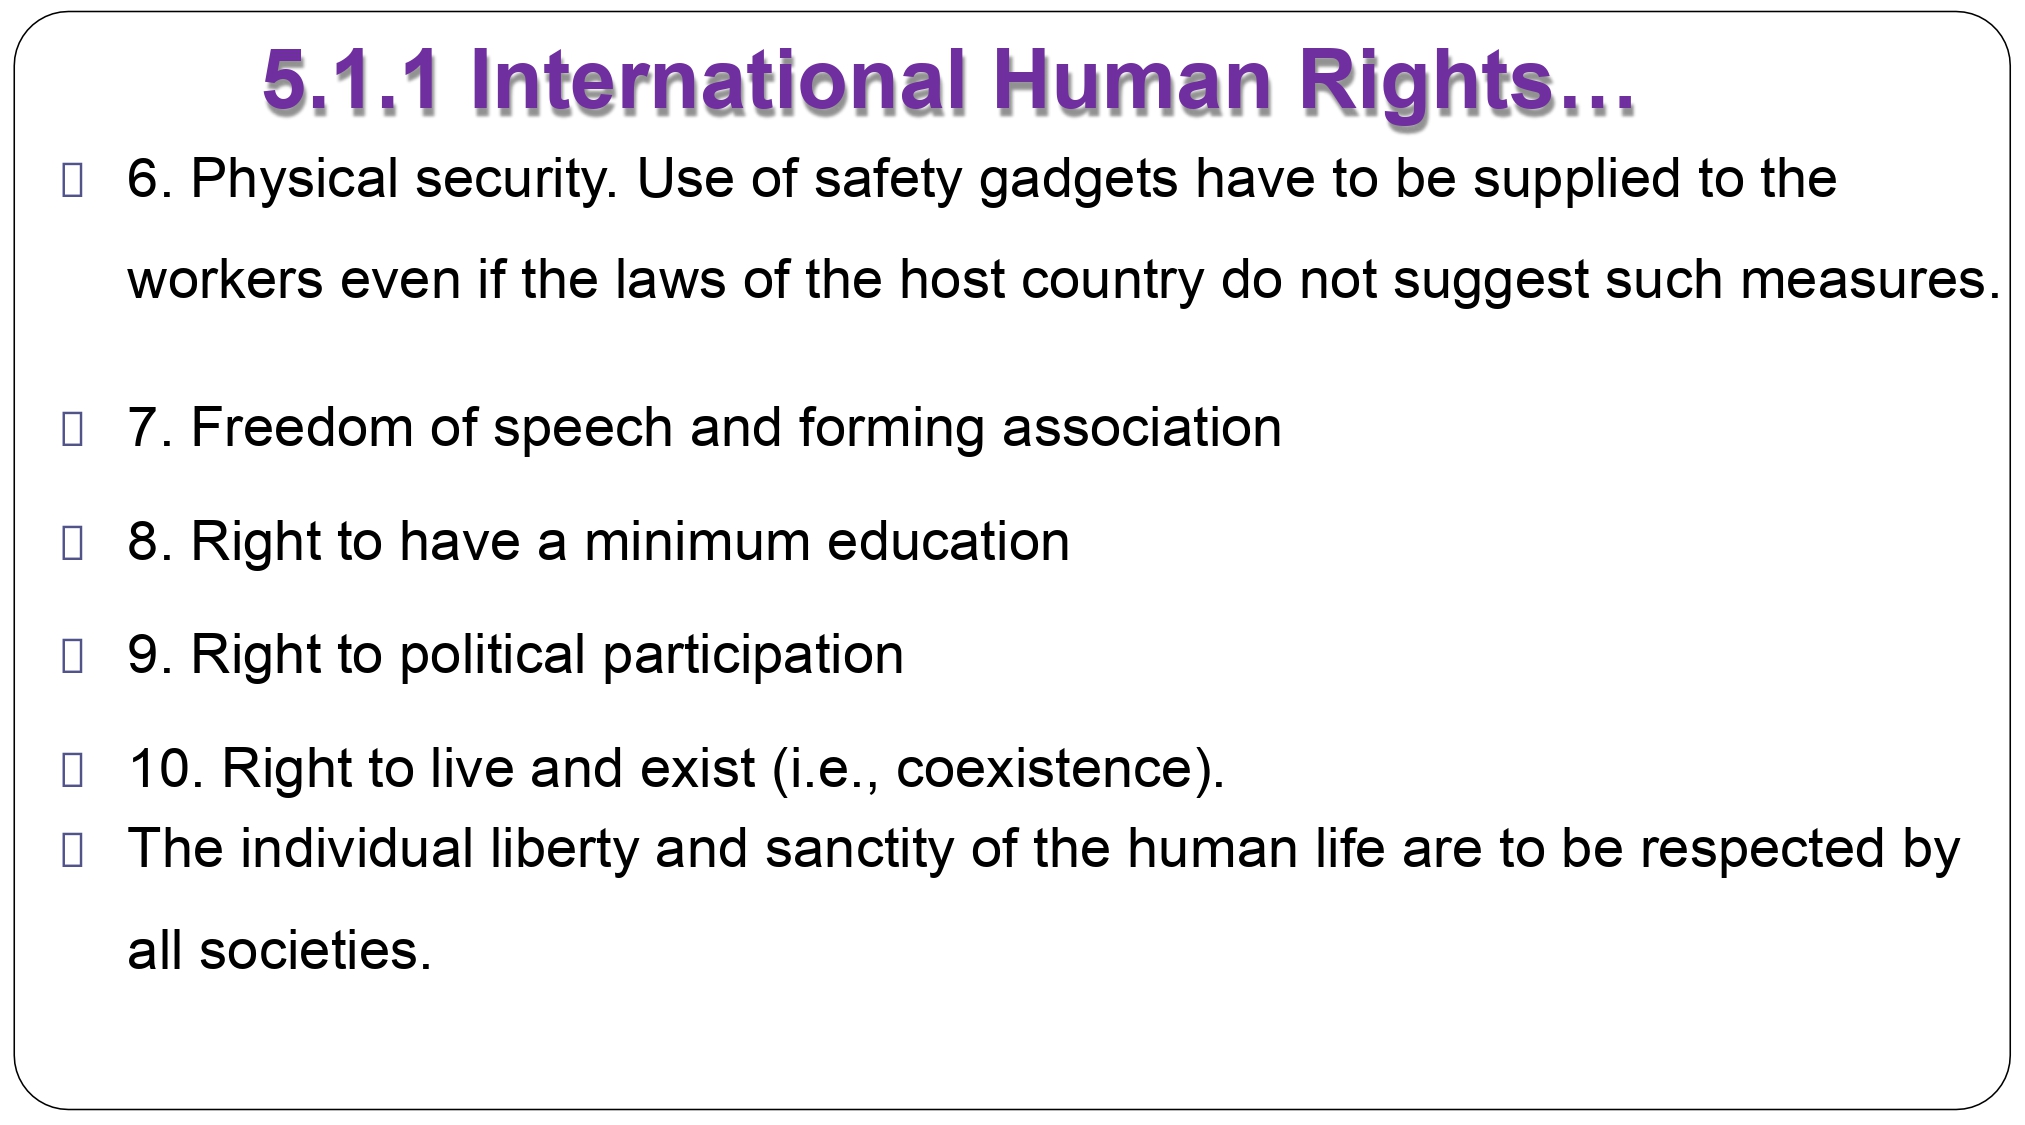 5.1.1 International Human Rights…
6. Physical security. Use of safety gadgets have to be supplied to the
workers even if the laws of the host country do not suggest such measures.
7. Freedom of speech and forming association
8. Right to have a minimum education
9. Right to political participation
10. Right to live and exist (i.e., coexistence).
The individual liberty and sanctity of the human life are to be respected by
all societies.